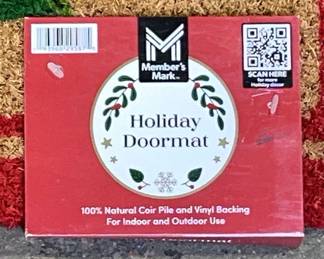 Member's
Mark™
SCAN HERE
for more
Holiday decor
Holiday
Doormat
100% Natural Coir Pile and Vinyl Backing
For Indoor and Outdoor Use